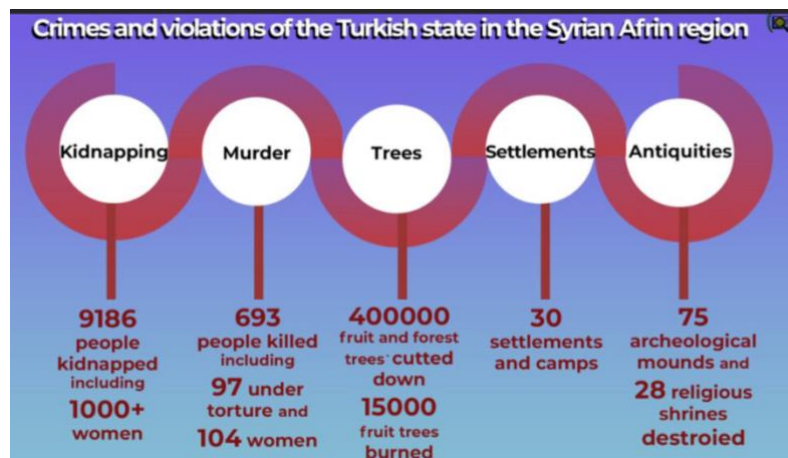 Crimes and violations of the Turkish state in the Syrian Afrin region
Kidnapping
Murder
Trees
Settlements
Antiquities
9186
people
kidnapped
including
1000+
women
693
people killed
including
97 under
torture and
104 women
400000
fruit and forest
trees cutted
down
15000
fruit trees
burned
30
settlements
and camps
75
archeological
mounds and
28 religious
shrines
destroied